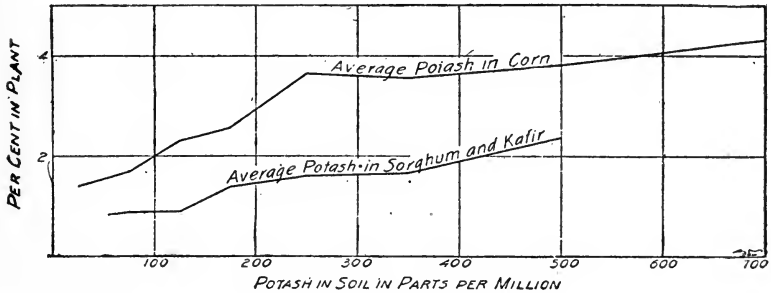 PER CENT IN PLANT
4
2
Average Potash in Corn
Average Potash in Sorghum and Kafir
100 200 300 400 500 600 700
POTASH IN SOIL IN PARTS PER MILLION